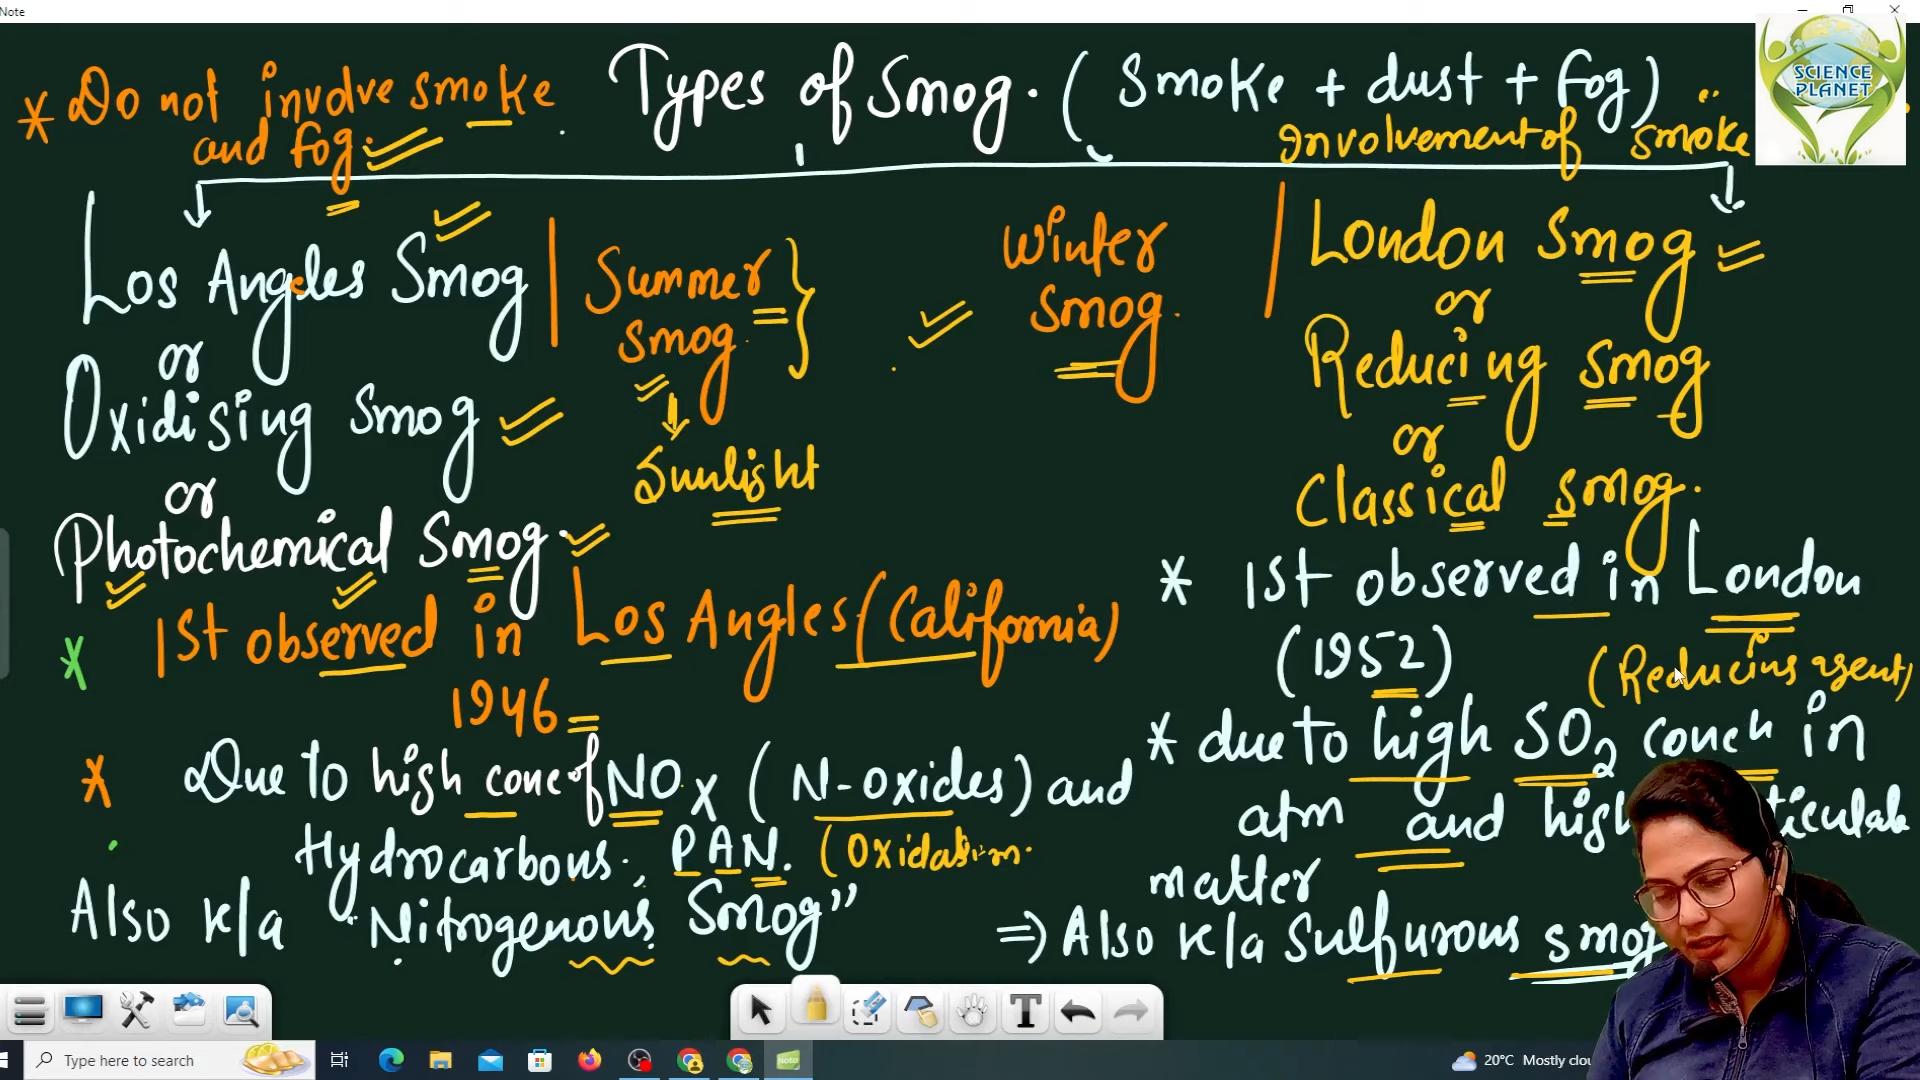 Note
* Do not involve smoke and fog.
Types of Smog. (Smoke + dust + fog)
Involvement of smoke
SCIENCE PLANET
Los Angles Smog
or
Oxidising Smog
or
Photochemical Smog.
Summer Smog.
Sunlight
Winter Smog.
London Smog
or
Reducing Smog
or
Classical Smog.
* 1st observed in Los Angles (California)
1946
* Due to high conc of NOx (N-oxides) and
Hydrocarbons, PAN. (Oxidation.
Also k/a "Nitrogenous Smog"
* 1st observed in London
(1952)
(Reducing agent)
* due to high SO2 concn in
atm and high
matter
⇒ Also k/a Sulfurous smog
T
Type here to search
Note
20°C Mostly clou